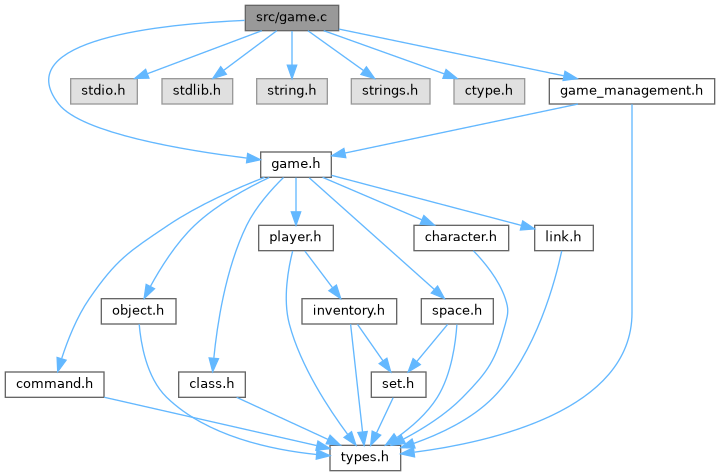 src/game.c
stdio.h
stdlib.h
string.h
strings.h
ctype.h
game_management.h
game.h
player.h
character.h
link.h
object.h
inventory.h
space.h
command.h
class.h
set.h
types.h